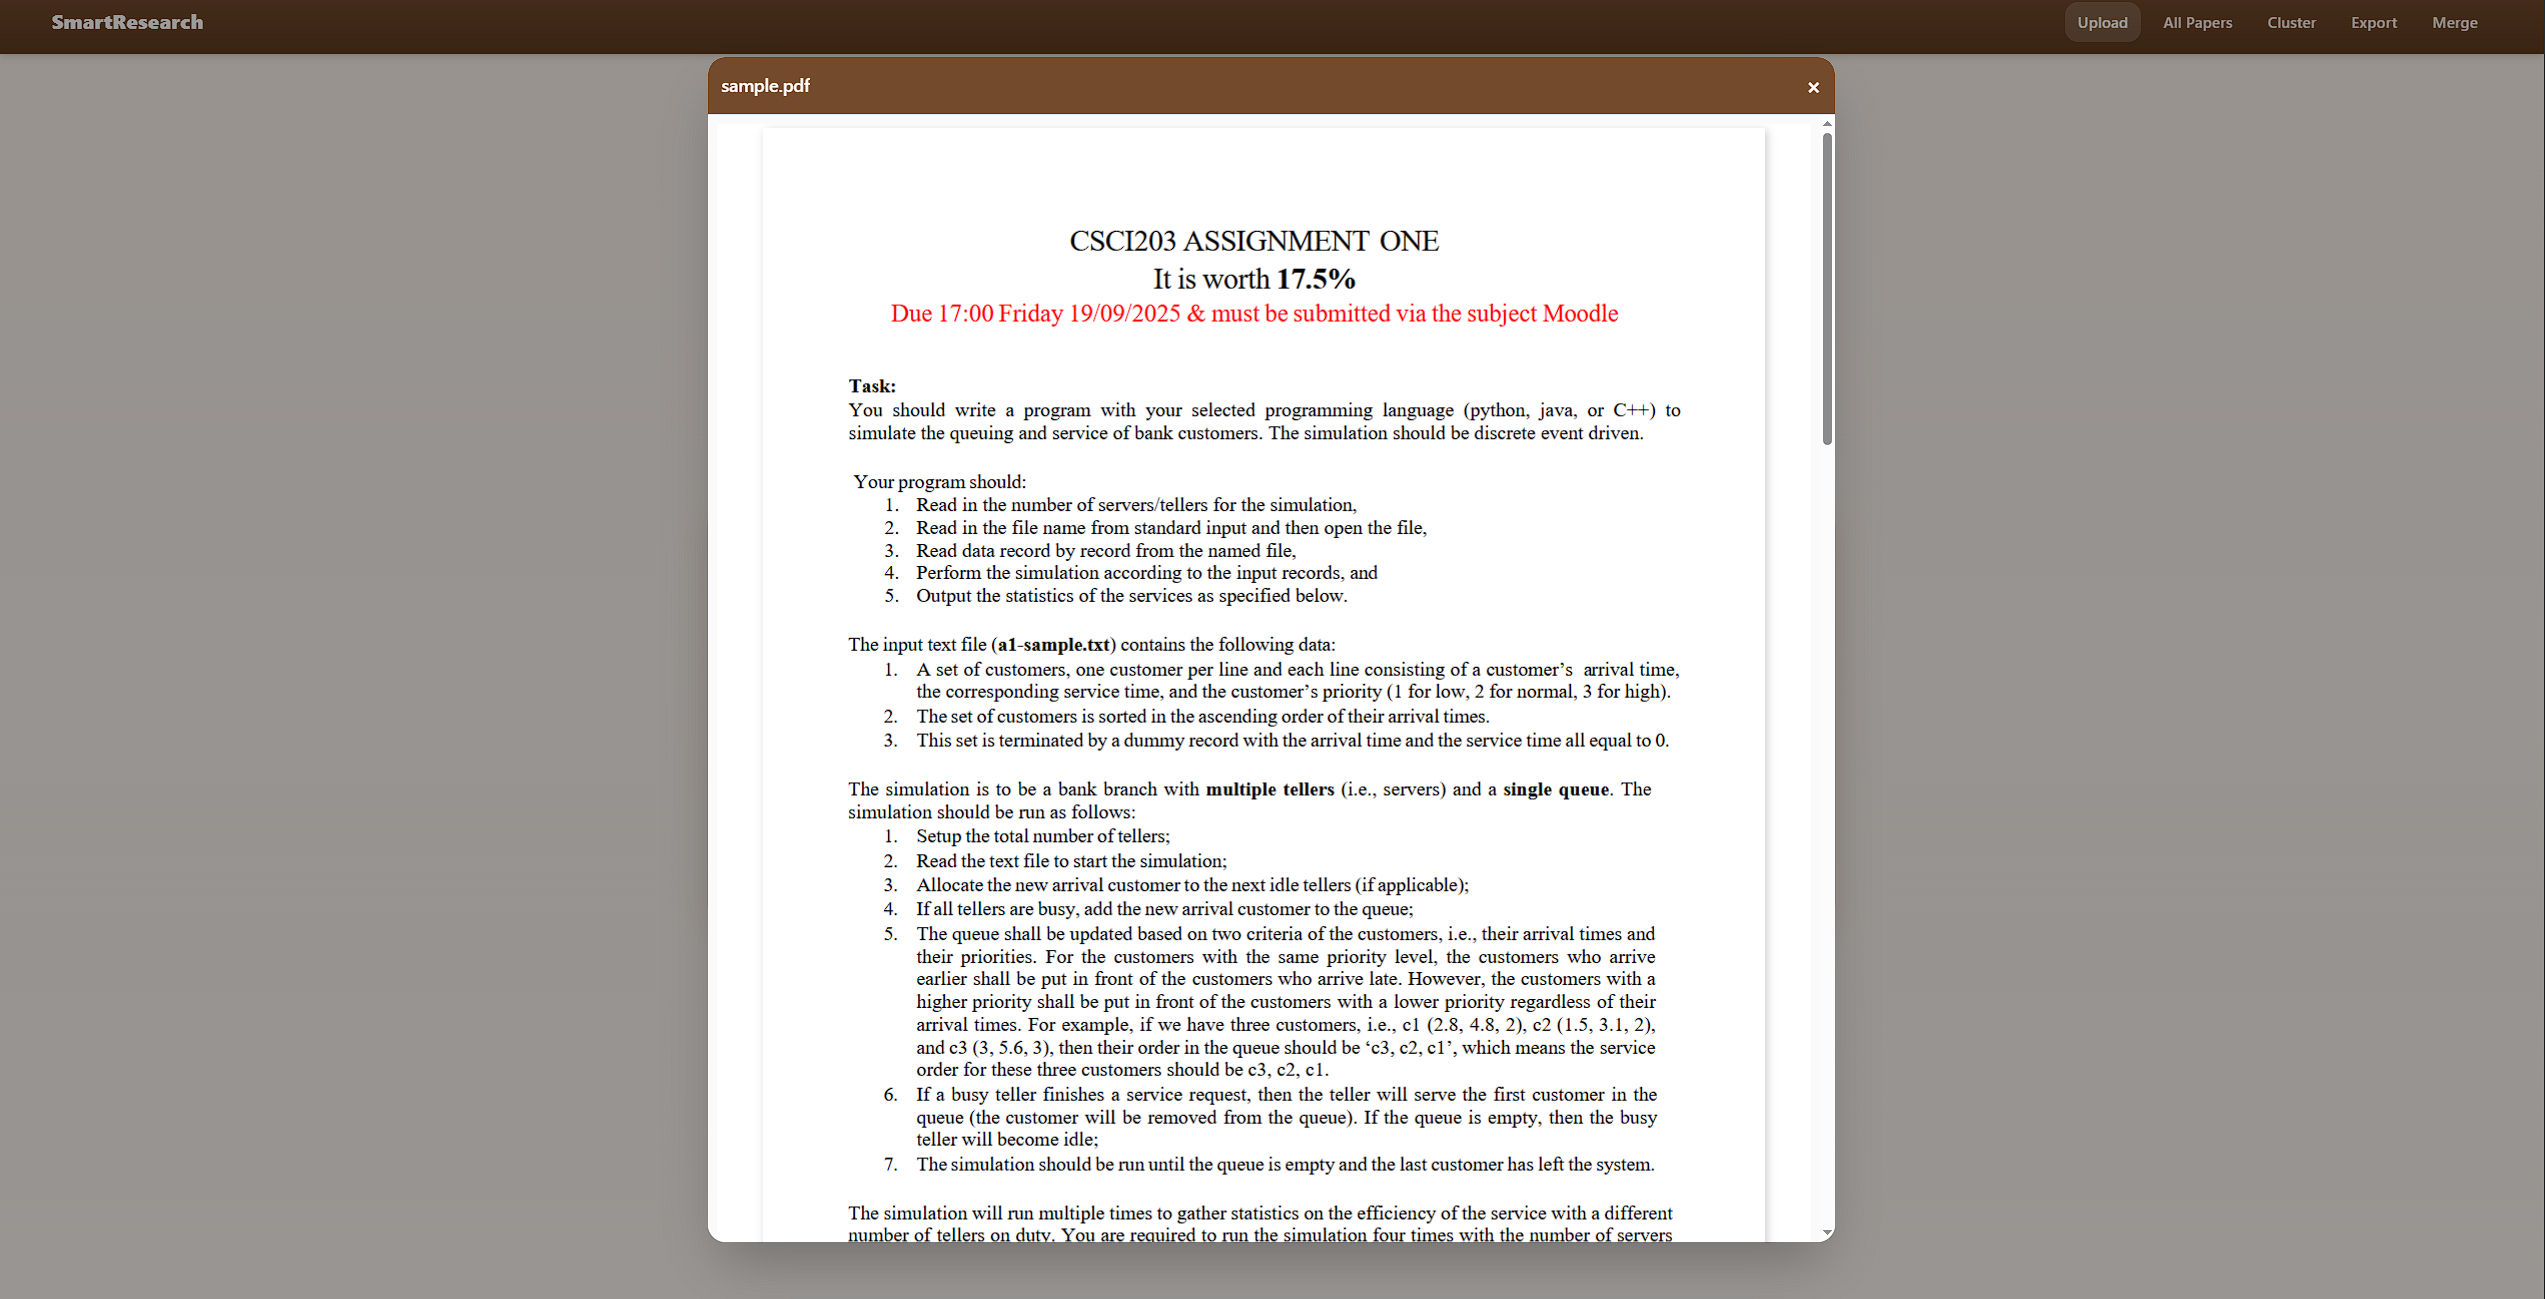 SmartResearch
Upload
All Papers
Cluster
Export
Merge
sample.pdf
×
CSCI203 ASSIGNMENT ONE
It is worth 17.5%
Due 17:00 Friday 19/09/2025 & must be submitted via the subject Moodle
Task:
You should write a program with your selected programming language (python, java, or C++) to
simulate the queuing and service of bank customers. The simulation should be discrete event driven.
Your program should:
1. Read in the number of servers/tellers for the simulation,
2. Read in the file name from standard input and then open the file,
3. Read data record by record from the named file,
4. Perform the simulation according to the input records, and
5. Output the statistics of the services as specified below.
The input text file (a1-sample.txt) contains the following data:
1. A set of customers, one customer per line and each line consisting of a customer’s arrival time,
the corresponding service time, and the customer’s priority (1 for low, 2 for normal, 3 for high).
2. The set of customers is sorted in the ascending order of their arrival times.
3. This set is terminated by a dummy record with the arrival time and the service time all equal to 0.
The simulation is to be a bank branch with multiple tellers (i.e., servers) and a single queue. The
simulation should be run as follows:
1. Setup the total number of tellers;
2. Read the text file to start the simulation;
3. Allocate the new arrival customer to the next idle tellers (if applicable);
4. If all tellers are busy, add the new arrival customer to the queue;
5. The queue shall be updated based on two criteria of the customers, i.e., their arrival times and
their priorities. For the customers with the same priority level, the customers who arrive
earlier shall be put in front of the customers who arrive late. However, the customers with a
higher priority shall be put in front of the customers with a lower priority regardless of their
arrival times. For example, if we have three customers, i.e., c1 (2.8, 4.8, 2), c2 (1.5, 3.1, 2),
and c3 (3, 5.6, 3), then their order in the queue should be ‘c3, c2, c1’, which means the service
order for these three customers should be c3, c2, c1.
6. If a busy teller finishes a service request, then the teller will serve the first customer in the
queue (the customer will be removed from the queue). If the queue is empty, then the busy
teller will become idle;
7. The simulation should be run until the queue is empty and the last customer has left the system.
The simulation will run multiple times to gather statistics on the efficiency of the service with a different
number of tellers on duty. You are required to run the simulation four times with the number of servers